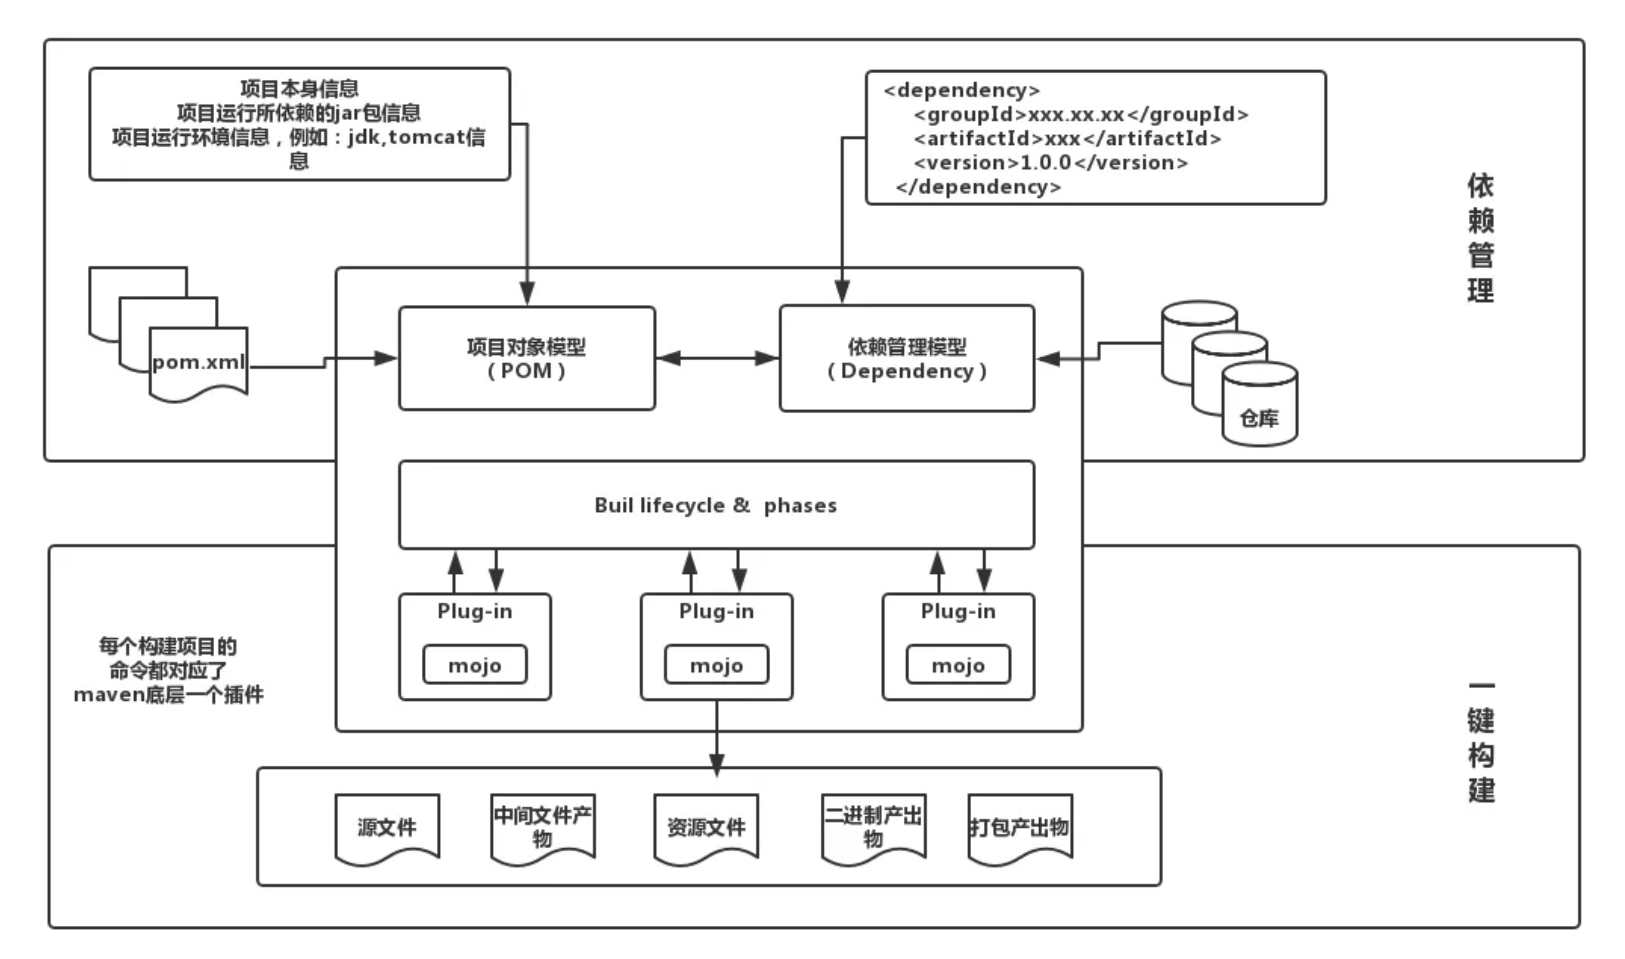 项目本身信息
项目运行所依赖的jar包信息
项目运行环境信息，例如：jdk,tomcat信
息
<dependency>
<groupId>xxx.xx.xx</groupId>
<artifactId>xxx</artifactId>
<version>1.0.0</version>
</dependency>
依
赖
管
理
pom.xml
项目对象模型
（POM）
依赖管理模型
（Dependency）
仓库
Buil lifecycle & phases
Plug-in
mojo
Plug-in
mojo
Plug-in
mojo
每个构建项目的
命令都对应了
maven底层一个插件
一
键
构
建
源文件
中间文件产
物
资源文件
二进制产出
物
打包产出物